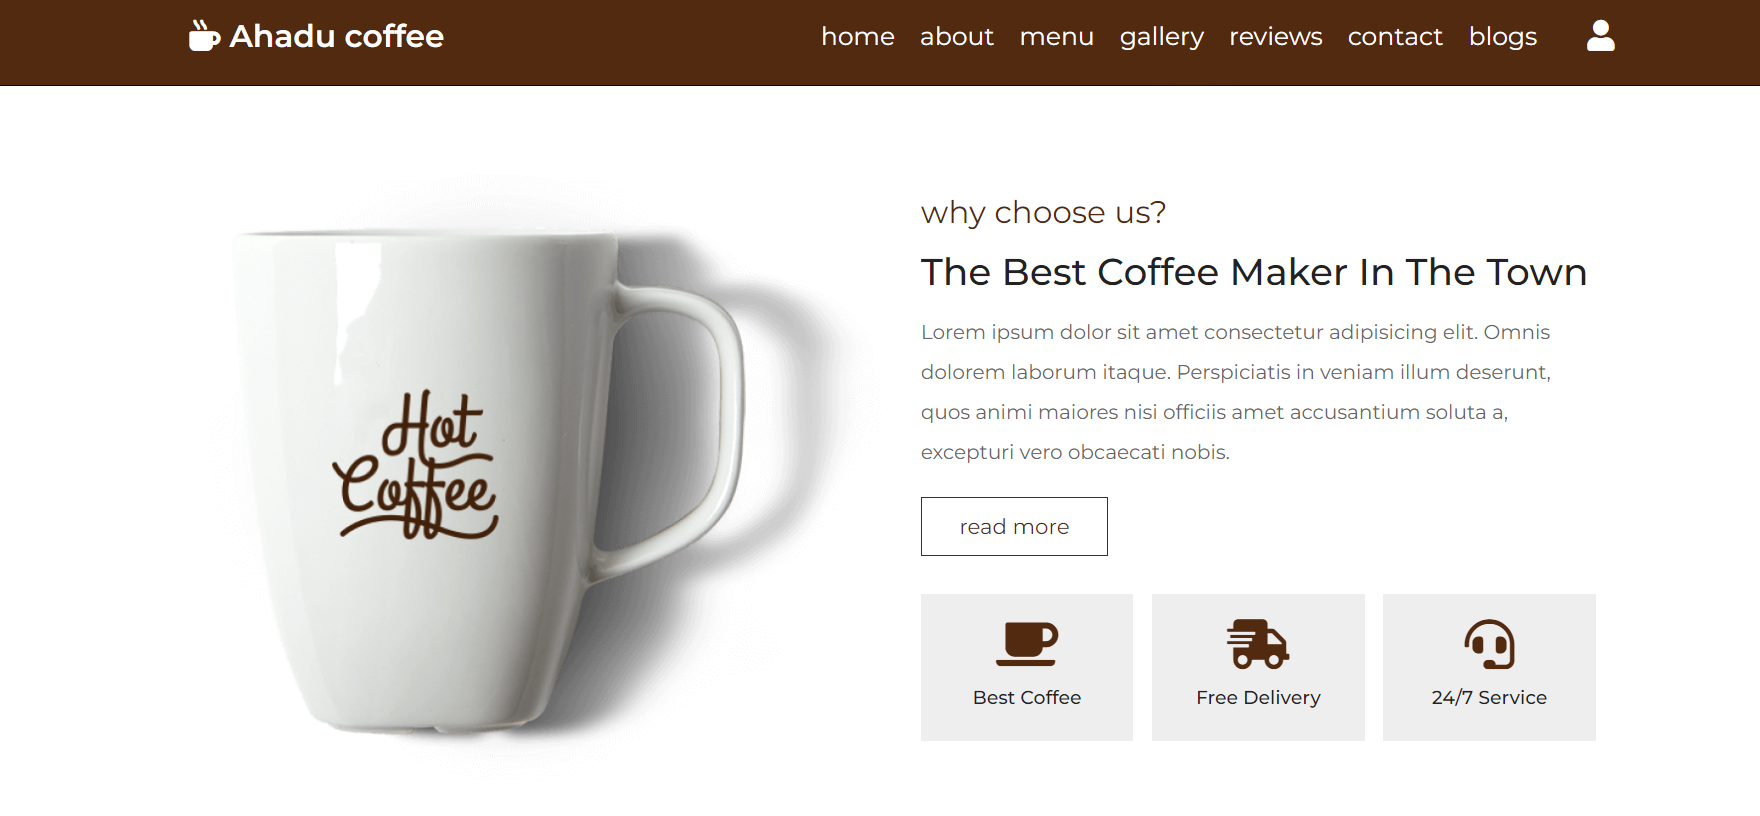 Ahadu coffee
home about menu gallery reviews contact blogs
why choose us?
The Best Coffee Maker In The Town
Lorem ipsum dolor sit amet consectetur adipisicing elit. Omnis
dolorem laborum itaque. Perspiciatis in veniam illum deserunt,
quos animi maiores nisi officiis amet accusantium soluta a,
excepturi vero obcaecati nobis.
read more
Hot
Coffee
Best Coffee
Free Delivery
24/7 Service